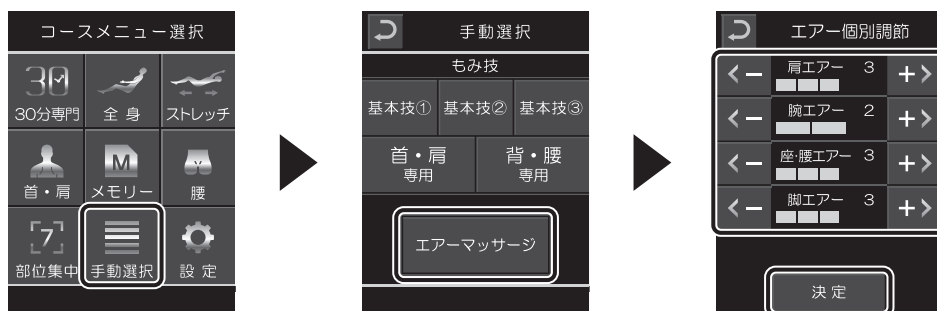 コースメニュー選択
30
30分専門 全 身 ストレッチ
M
首・肩 メモリー 腰
7
部位集中 手動選択 設 定
手動選択
もみ技
基本技① 基本技② 基本技③
首・肩 背・腰
専用 専用
エアーマッサージ
エアー個別調節
肩エアー 3
腕エアー 2
座・腰エアー 3
脚エアー 3
決 定